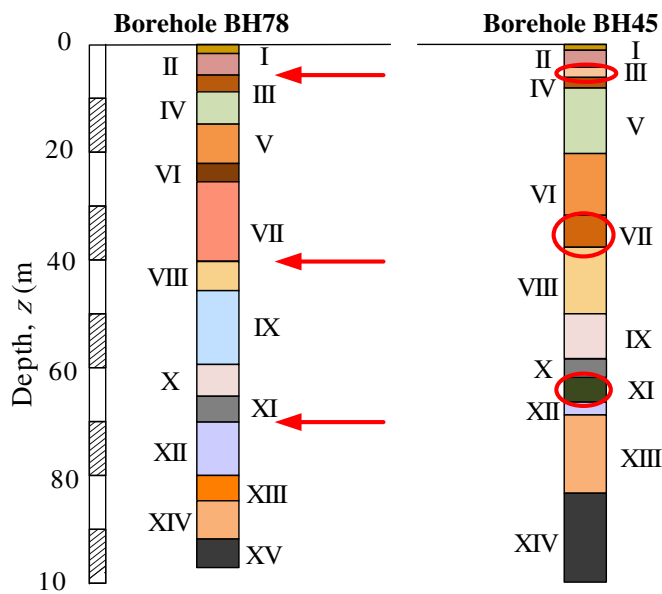 Borehole BH78
Borehole BH45
Depth, z (m
0
20
40
60
80
10
I
II
III
IV
V
VI
VII
VIII
IX
X
XI
XII
XIII
XIV
XV
I
II
III
IV
V
VI
VII
VIII
IX
X
XI
XII
XIII
XIV